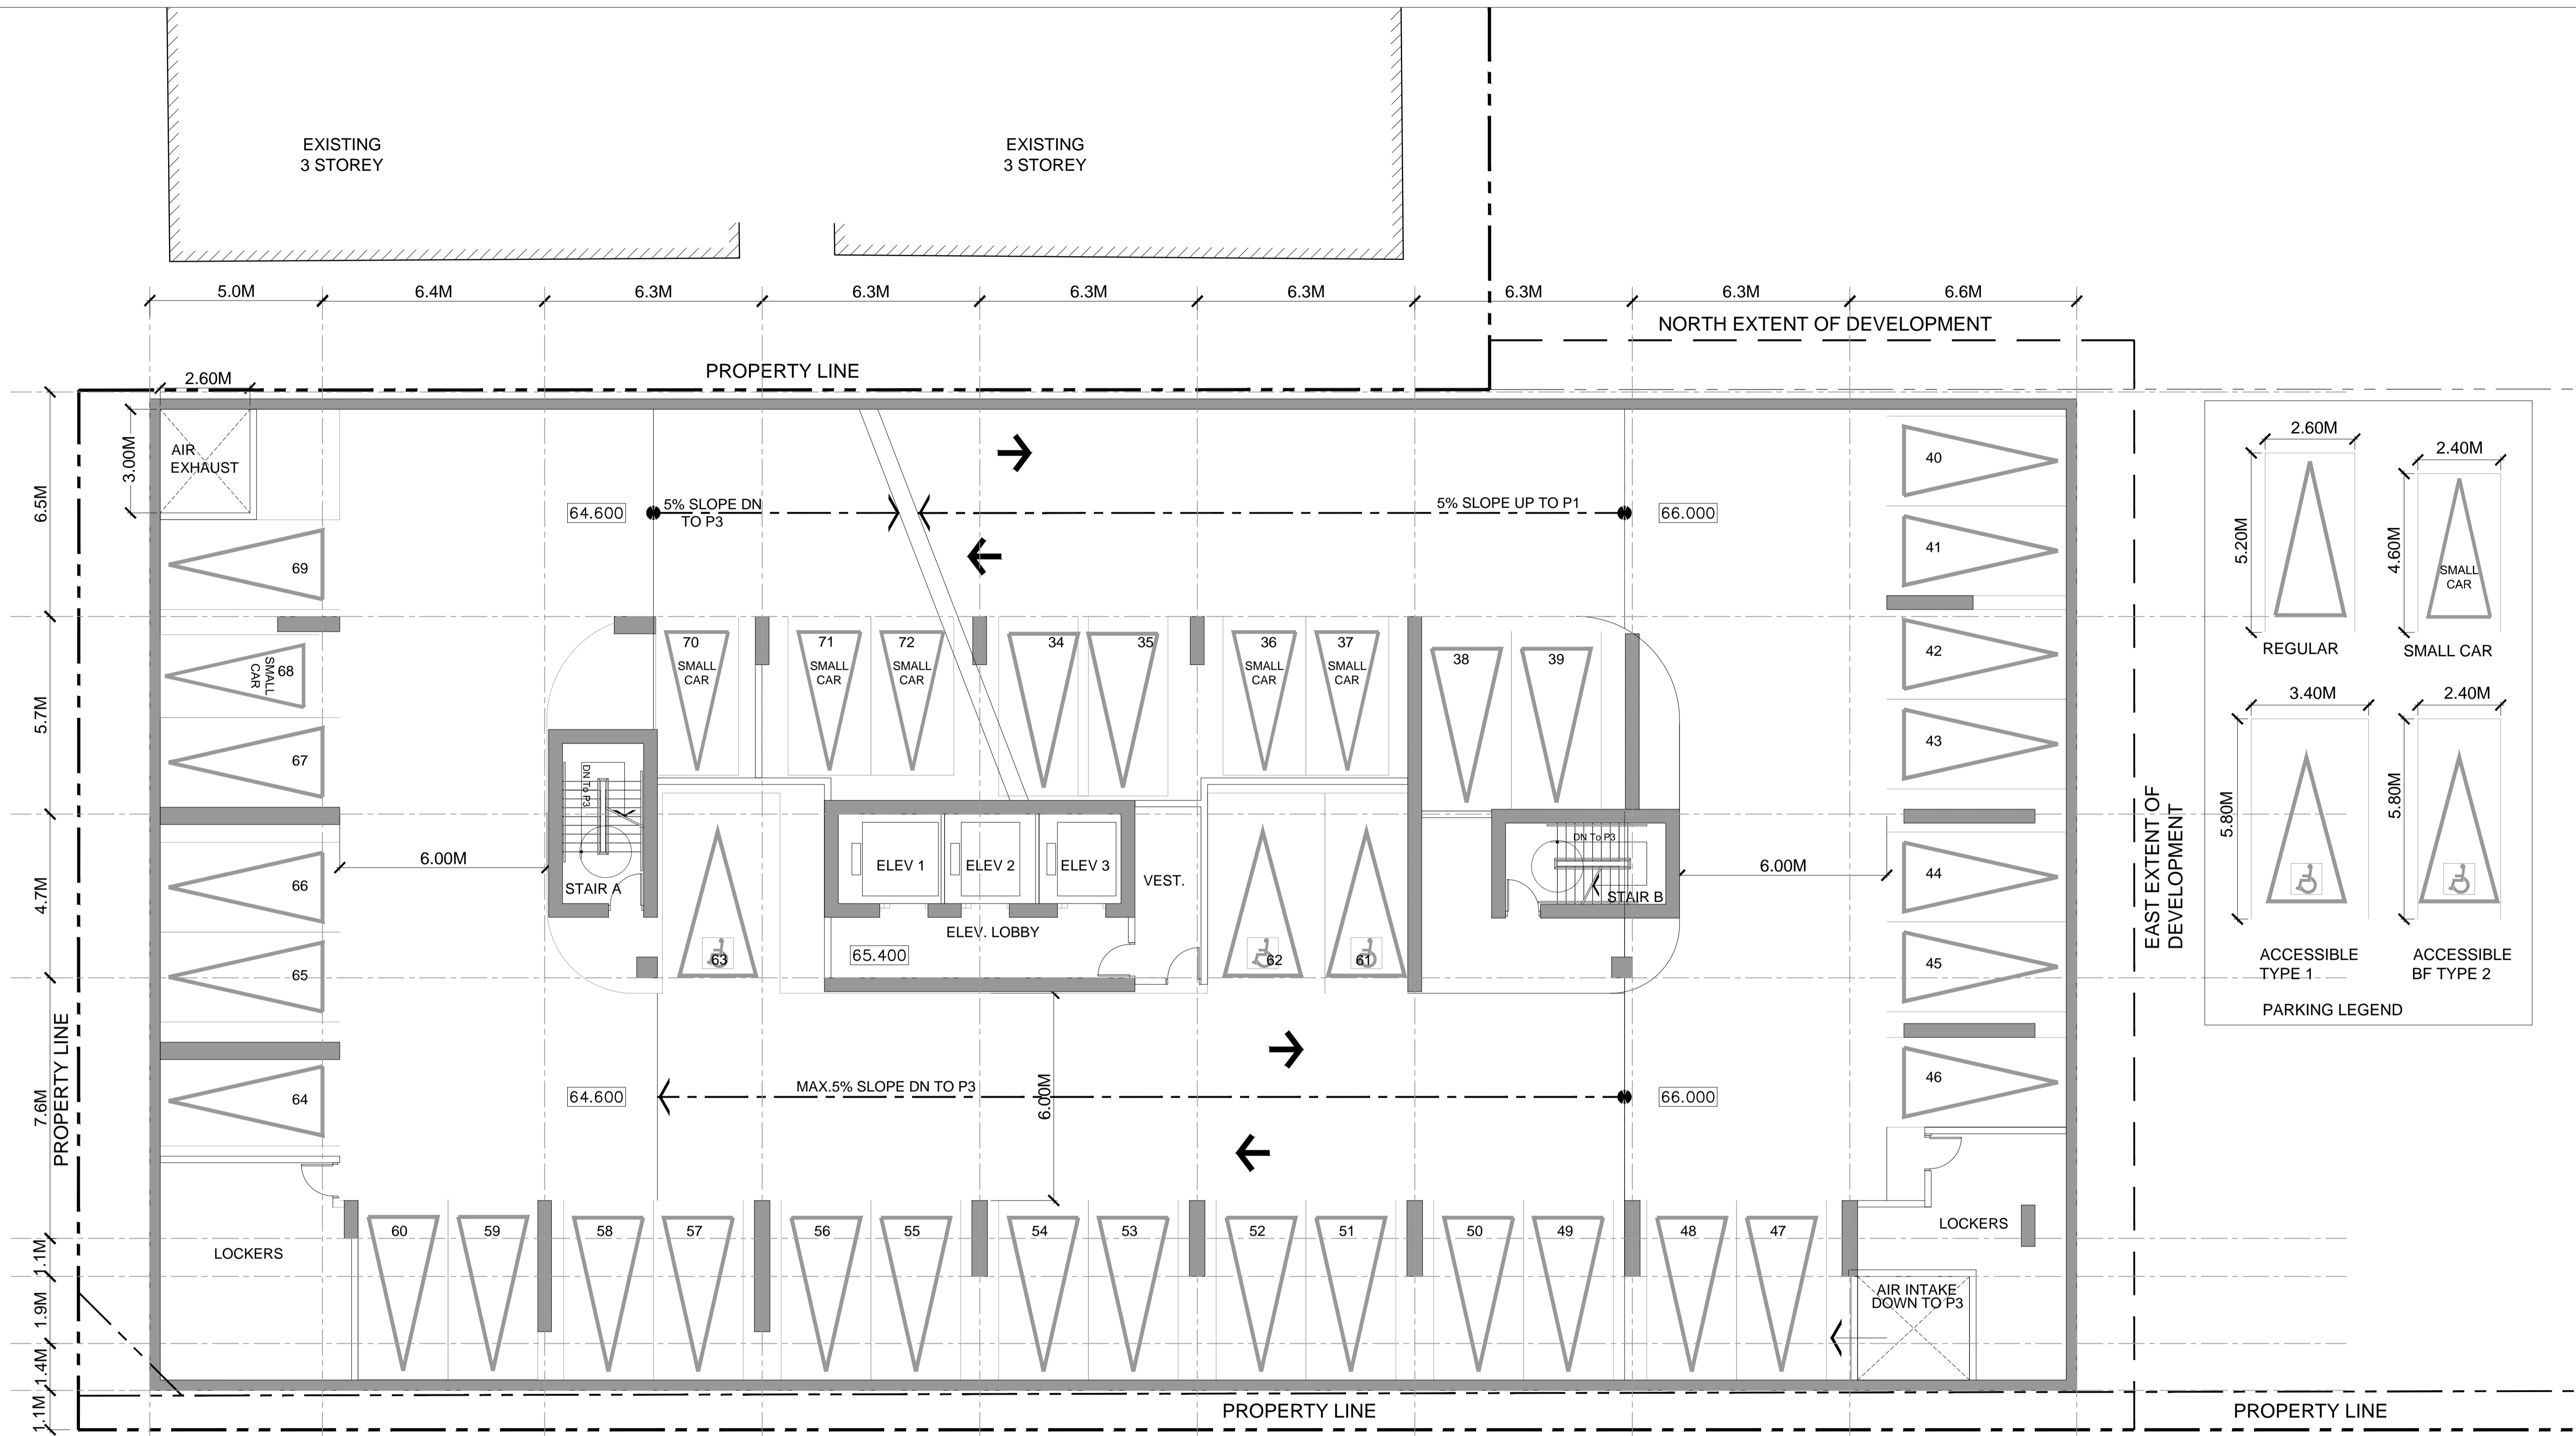 EXISTING
3 STOREY
EXISTING
3 STOREY
5.0M
6.4M
6.3M
6.3M
6.3M
6.3M
6.3M
6.3M
6.6M
NORTH EXTENT OF DEVELOPMENT
PROPERTY LINE
2.60M
3.00M
AIR
EXHAUST
6.5M
5.7M
4.7M
7.6M
1.1M
1.9M
1.4M
1.1M
PROPERTY LINE
64.600
5% SLOPE DN
TO P3
5% SLOPE UP TO P1
66.000
40
41
42
43
44
45
46
69
SMALL
CAR
68
67
66
65
64
70
SMALL
CAR
71
SMALL
CAR
72
SMALL
CAR
34
35
36
SMALL
CAR
37
SMALL
CAR
38
39
DN To P3
STAIR A
6.00M
63
ELEV 1
ELEV 2
ELEV 3
VEST.
ELEV. LOBBY
65.400
62
61
DN To P3
STAIR B
6.00M
EAST EXTENT OF
DEVELOPMENT
64.600
MAX.5% SLOPE DN TO P3
6.00M
66.000
LOCKERS
60
59
58
57
56
55
54
53
52
51
50
49
48
47
LOCKERS
AIR INTAKE
DOWN TO P3
PROPERTY LINE
PROPERTY LINE
2.60M
5.20M
REGULAR
2.40M
4.60M
SMALL
CAR
SMALL CAR
3.40M
5.80M
ACCESSIBLE
TYPE 1
2.40M
5.80M
ACCESSIBLE
BF TYPE 2
PARKING LEGEND